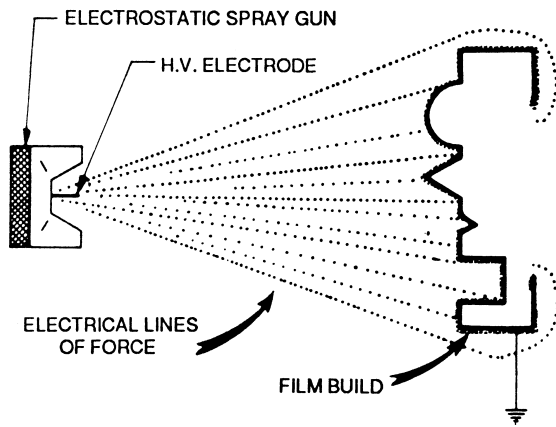 ELECTROSTATIC SPRAY GUN
H.V. ELECTRODE
ELECTRICAL LINES
OF FORCE
FILM BUILD